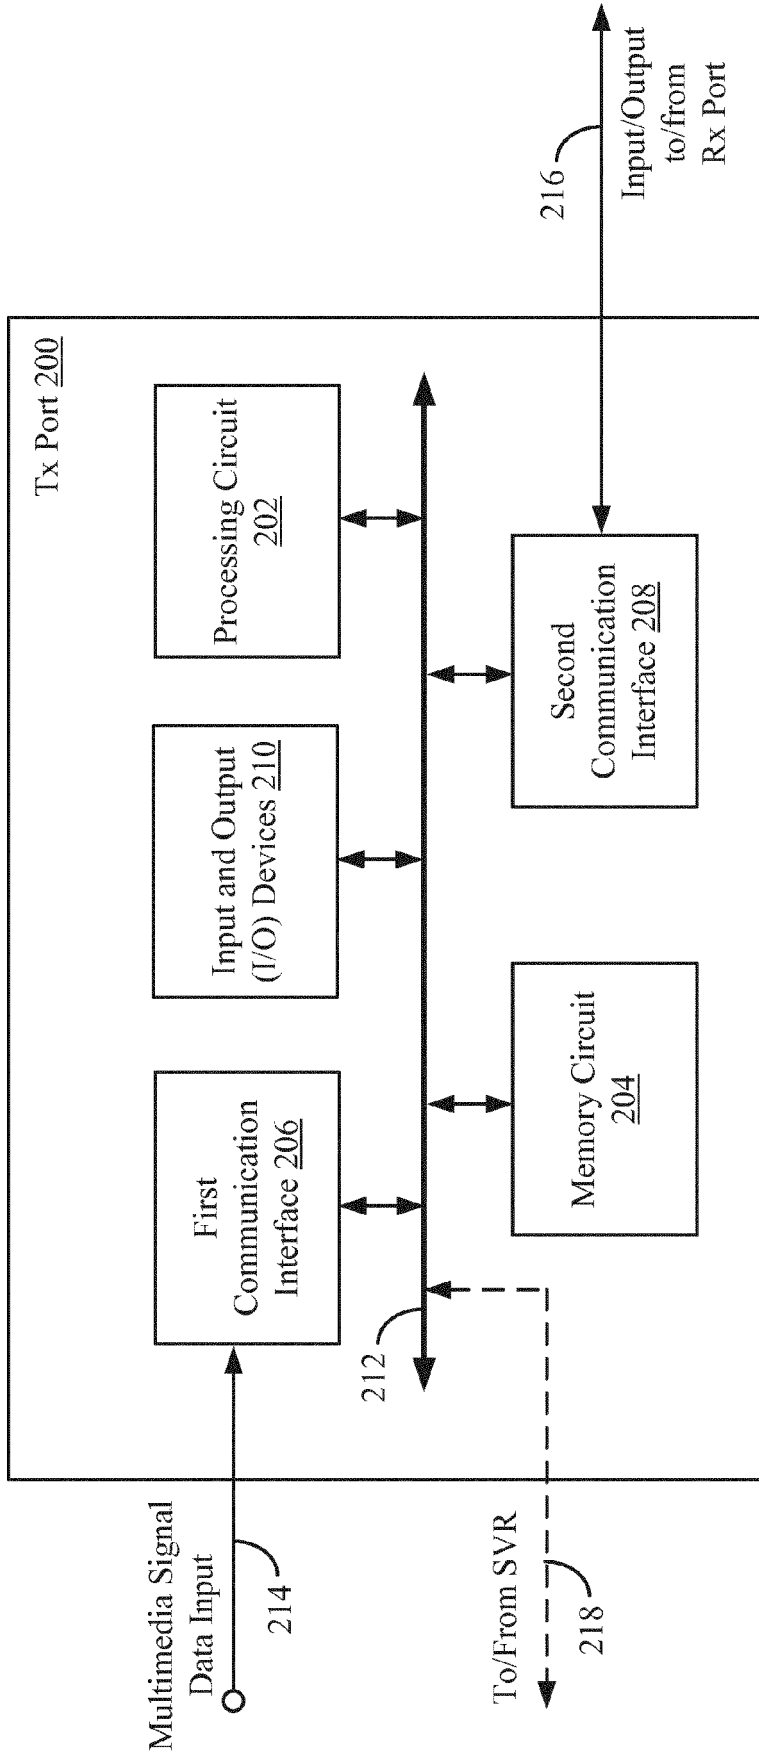 Tx Port 200
Multimedia Signal
Data Input
214
First
Communication
Interface 206
Input and Output
(I/O) Devices 210
Processing Circuit
202
212
To/From SVR
218
Memory Circuit
204
Second
Communication
Interface 208
216
Input/Output
to/from
Rx Port